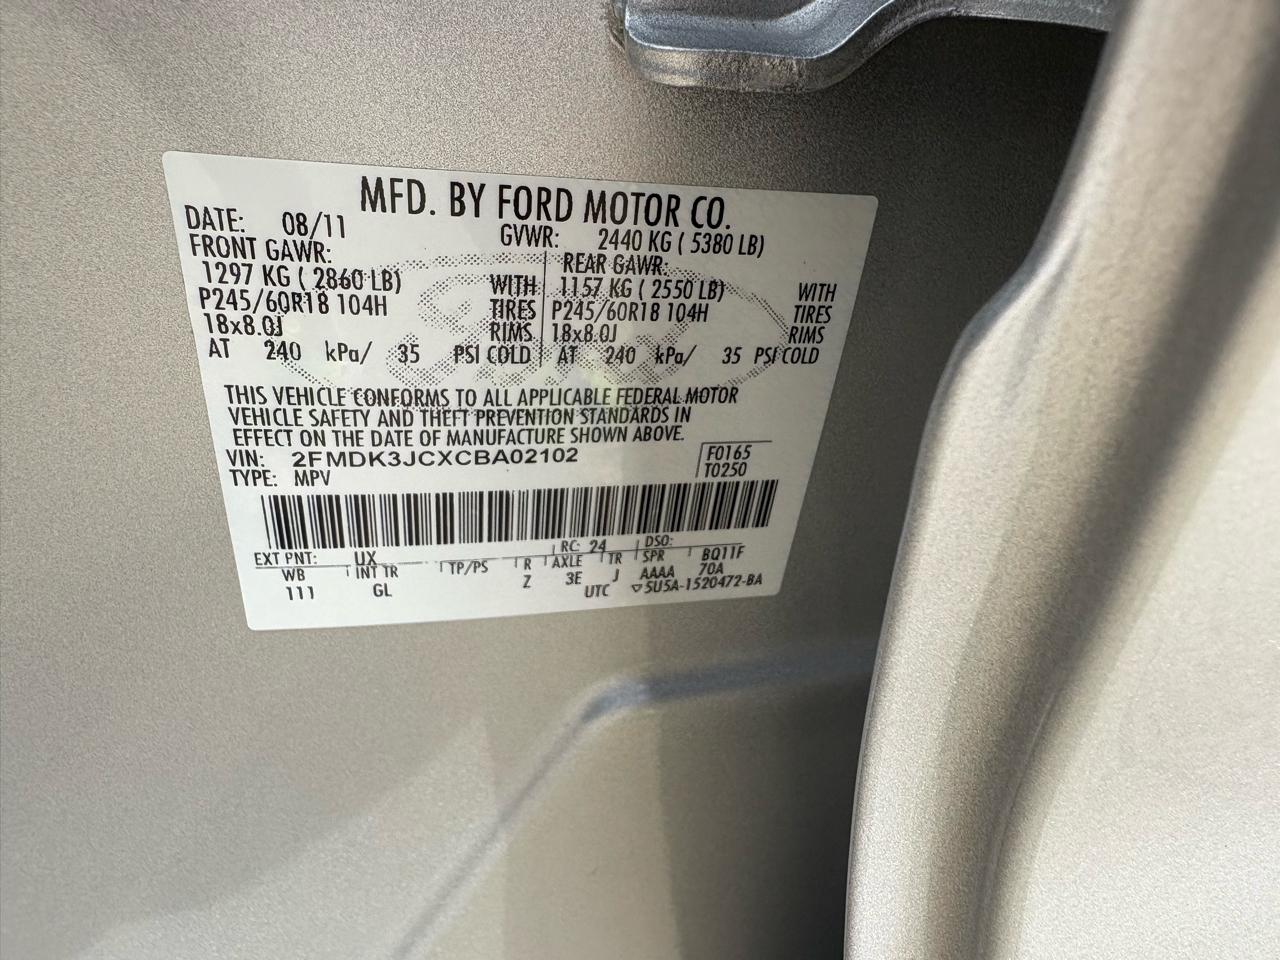 MFD. BY FORD MOTOR CO.
DATE: 08/11 GVWR: 2440 KG ( 5380 LB)
FRONT GAWR: REAR GAWR:
1297 KG ( 2860 LB) WITH 1157 KG ( 2550 LB) WITH
P245/60R18 104H TIRES P245/60R18 104H TIRES
18x8.0J RIMS 18x8.0J RIMS
AT 240 kPa/ 35 PSI COLD AT 240 kPa/ 35 PSI COLD
THIS VEHICLE CONFORMS TO ALL APPLICABLE FEDERAL MOTOR
VEHICLE SAFETY AND THEFT PREVENTION STANDARDS IN
EFFECT ON THE DATE OF MANUFACTURE SHOWN ABOVE.
VIN: 2FMDK3JCXCBA02102 F0165
TYPE: MPV T0250
EXT PNT: UX RC: 24 DSO:
WB INT TR TP/PS R AXLE TR SPR BQ11F
111 GL Z 3E J AAAA 70A
UTC ▽5U5A-1520472-BA